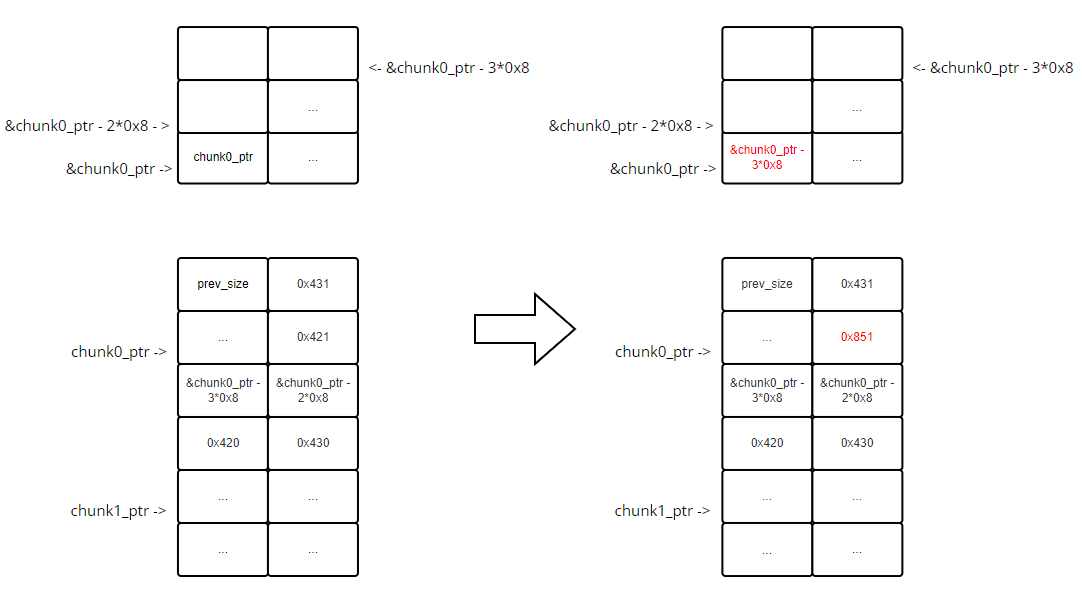 <- &chunk0_ptr - 3*0x8
...
&chunk0_ptr - 2*0x8 - >
chunk0_ptr
...
&chunk0_ptr ->
<- &chunk0_ptr - 3*0x8
...
&chunk0_ptr - 2*0x8 - >
&chunk0_ptr -
3*0x8
...
&chunk0_ptr ->
prev_size
0x431
...
0x421
chunk0_ptr ->
&chunk0_ptr -
3*0x8
&chunk0_ptr -
2*0x8
0x420
0x430
...
...
chunk1_ptr ->
...
...
prev_size
0x431
...
0x851
chunk0_ptr ->
&chunk0_ptr -
3*0x8
&chunk0_ptr -
2*0x8
0x420
0x430
...
...
chunk1_ptr ->
...
...